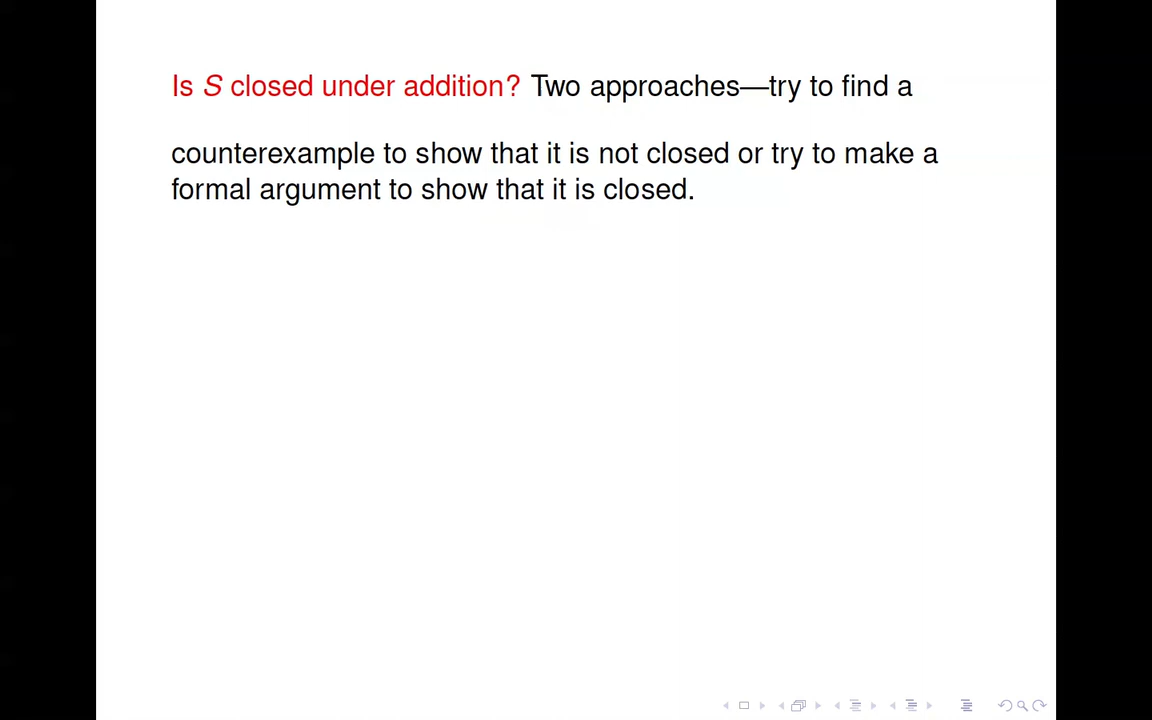 Is S closed under addition? Two approaches—try to find a
counterexample to show that it is not closed or try to make a
formal argument to show that it is closed.